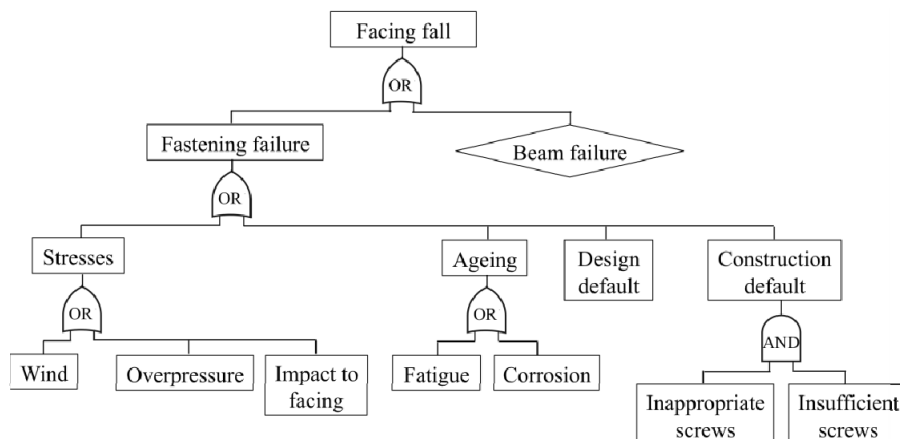 Facing fall
OR
Fastening failure
Beam failure
OR
Stresses
Ageing
Design
default
Construction
default
OR
OR
AND
Wind
Overpressure
Impact to
facing
Fatigue
Corrosion
Inappropriate
screws
Insufficient
screws